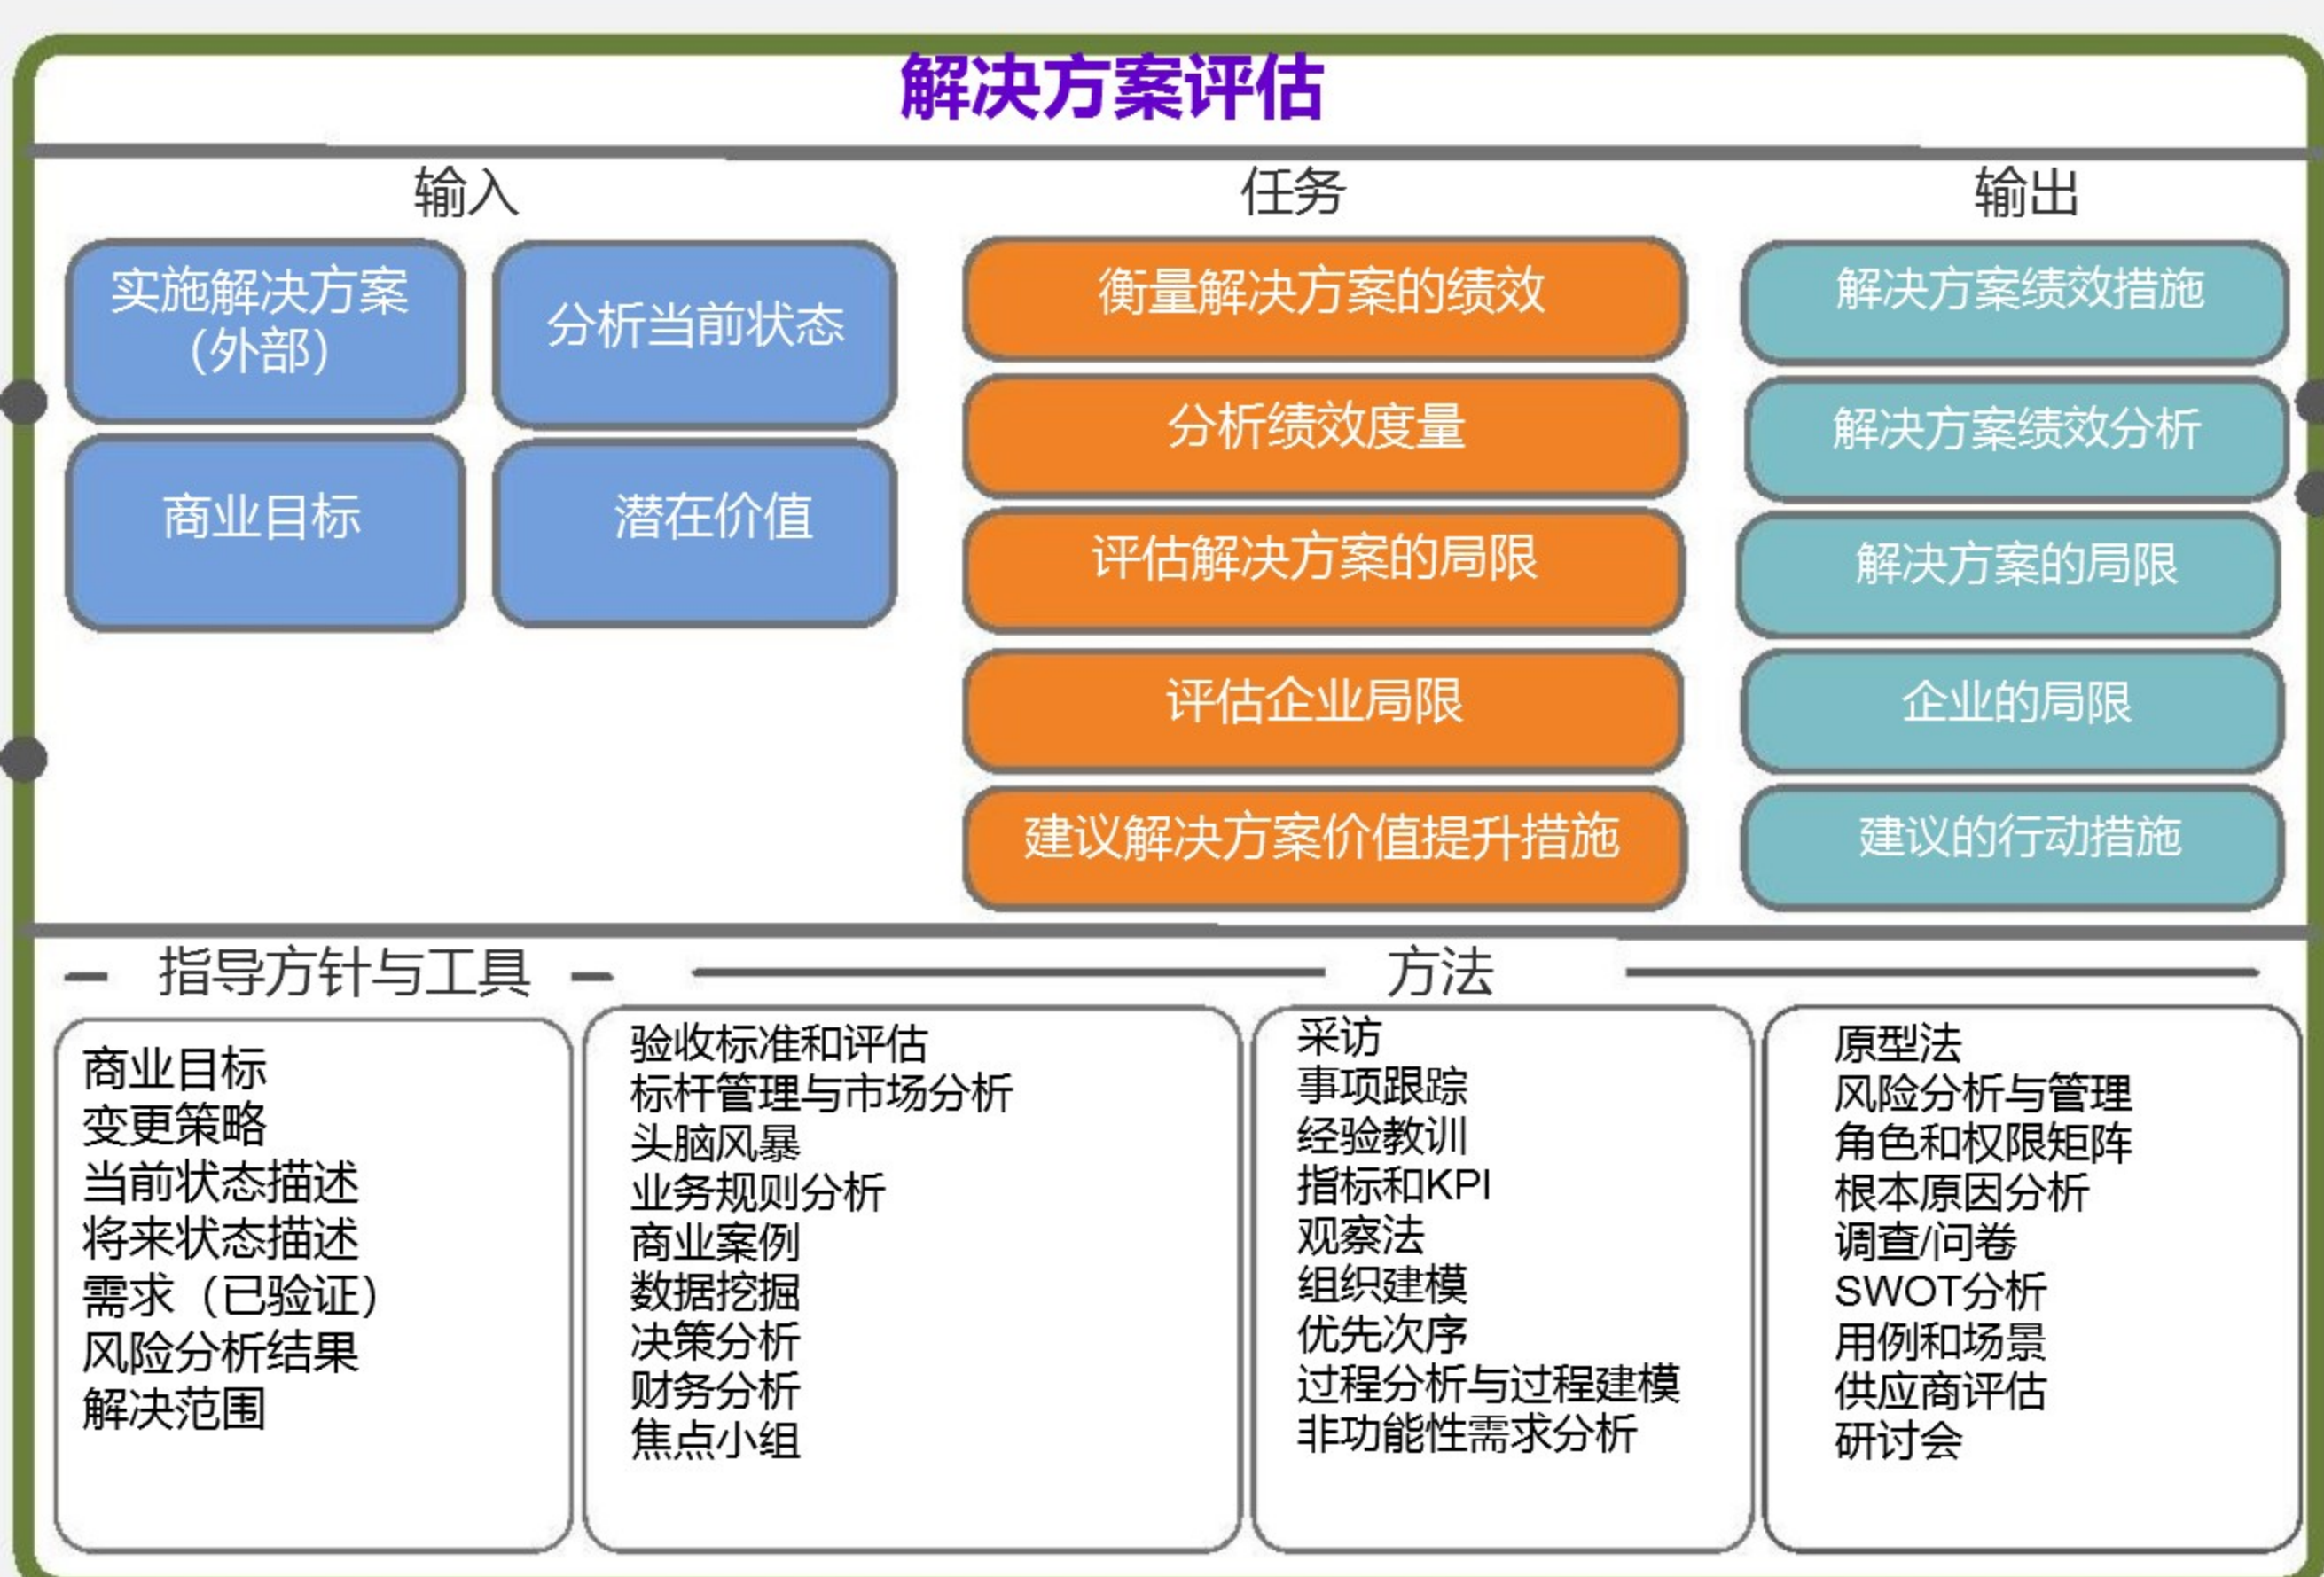 解决方案评估
输入
任务
输出
实施解决方案
（外部）
分析当前状态
商业目标
潜在价值
衡量解决方案的绩效
分析绩效度量
评估解决方案的局限
评估企业局限
建议解决方案价值提升措施
解决方案绩效措施
解决方案绩效分析
解决方案的局限
企业的局限
建议的行动措施
指导方针与工具
方法
商业目标
变更策略
当前状态描述
将来状态描述
需求（已验证）
风险分析结果
解决范围
验收标准和评估
标杆管理与市场分析
头脑风暴
业务规则分析
商业案例
数据挖掘
决策分析
财务分析
焦点小组
采访
事项跟踪
经验教训
指标和KPI
观察法
组织建模
优先次序
过程分析与过程建模
非功能性需求分析
原型法
风险分析与管理
角色和权限矩阵
根本原因分析
调查/问卷
SWOT分析
用例和场景
供应商评估
研讨会